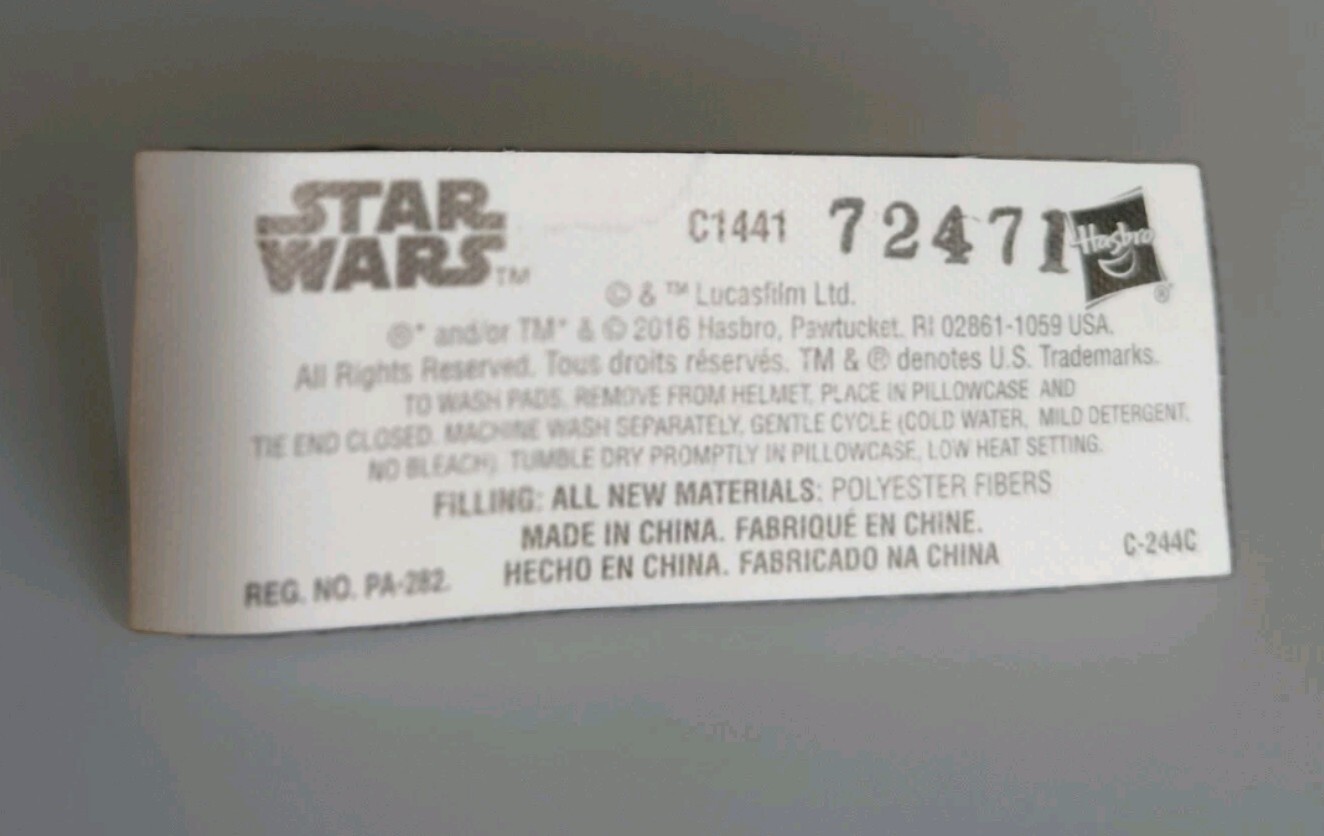 STAR
WARS™
C1441 72471 Hasbro®
© & ™ Lucasfilm Ltd.
®* and/or TM* & © 2016 Hasbro, Pawtucket, RI 02861-1059 USA.
All Rights Reserved. Tous droits réservés. TM & ® denotes U.S. Trademarks.
TO WASH PADS, REMOVE FROM HELMET, PLACE IN PILLOWCASE AND
TIE END CLOSED. MACHINE WASH SEPARATELY, GENTLE CYCLE (COLD WATER, MILD DETERGENT,
NO BLEACH). TUMBLE DRY PROMPTLY IN PILLOWCASE, LOW HEAT SETTING.
FILLING: ALL NEW MATERIALS: POLYESTER FIBERS
MADE IN CHINA. FABRIQUÉ EN CHINE.
HECHO EN CHINA. FABRICADO NA CHINA
REG. NO. PA-282.
C-244C